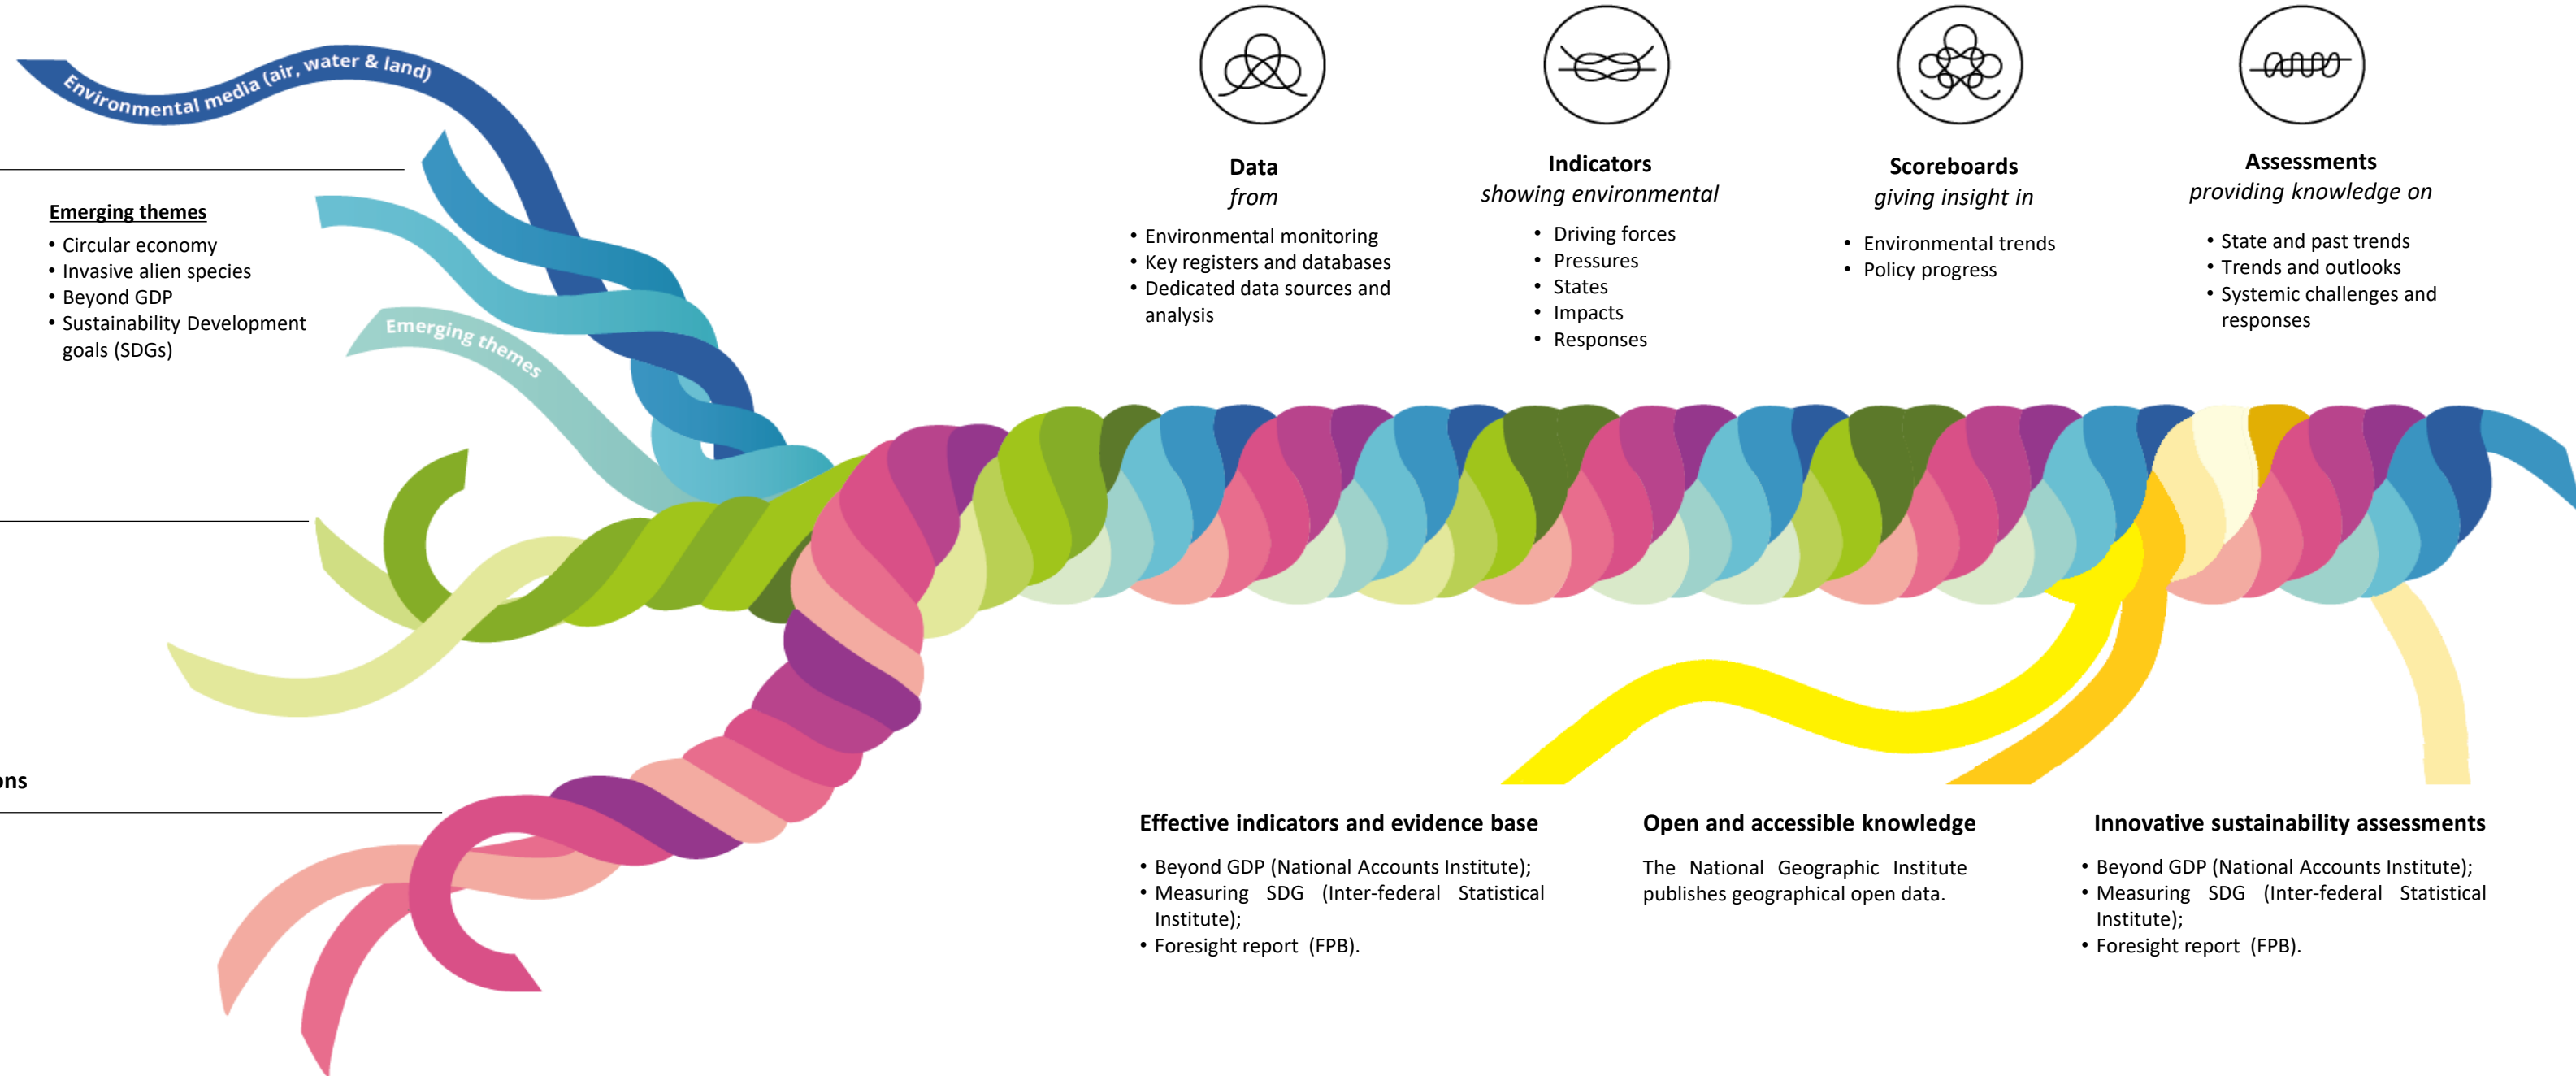 Environmental media (air, water & land)
Emerging themes
• Circular economy
• Invasive alien species
• Beyond GDP
• Sustainability Development
goals (SDGs)
Emerging themes
ons
Data
from
• Environmental monitoring
• Key registers and databases
• Dedicated data sources and
analysis
Indicators
showing environmental
• Driving forces
• Pressures
• States
• Impacts
• Responses
Scoreboards
giving insight in
• Environmental trends
• Policy progress
Assessments
providing knowledge on
• State and past trends
• Trends and outlooks
• Systemic challenges and
responses
Effective indicators and evidence base
• Beyond GDP (National Accounts Institute);
• Measuring SDG (Inter-federal Statistical
Institute);
• Foresight report (FPB).
Open and accessible knowledge
The National Geographic Institute
publishes geographical open data.
Innovative sustainability assessments
• Beyond GDP (National Accounts Institute);
• Measuring SDG (Inter-federal Statistical
Institute);
• Foresight report (FPB).